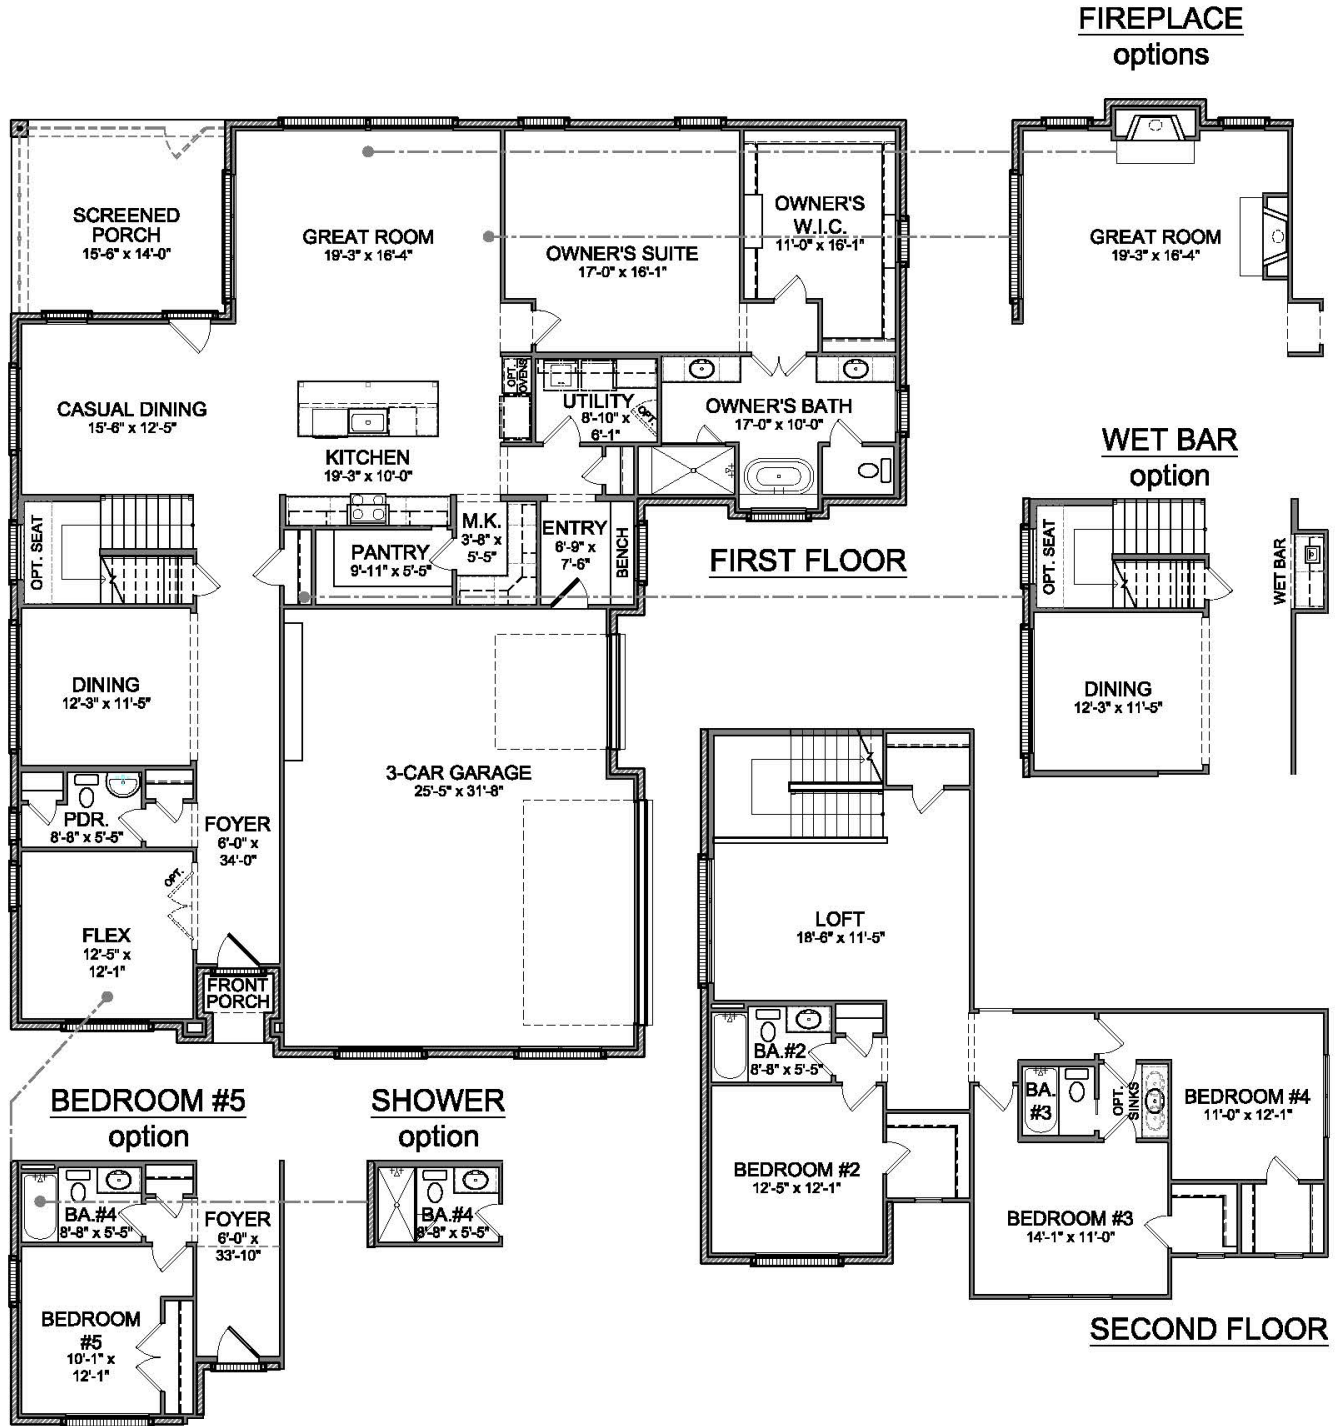 FIREPLACE
options
SCREENED
PORCH
15'-6" x 14'-0"
GREAT ROOM
19'-3" x 16'-4"
OWNER'S SUITE
17'-0" x 16'-1"
OWNER'S
W.I.C.
11'-0" x 16'-1"
GREAT ROOM
19'-3" x 16'-4"
CASUAL DINING
15'-6" x 12'-5"
KITCHEN
19'-3" x 10'-0"
OPT.
OVENS
UTILITY
8'-10" x
6'-1"
OPT.
OWNER'S BATH
17'-0" x 10'-0"
WET BAR
option
OPT. SEAT
PANTRY
9'-11" x 5'-5"
M.K.
3'-8" x
5'-5"
ENTRY
6'-9" x
7'-6"
BENCH
FIRST FLOOR
OPT. SEAT
WET BAR
DINING
12'-3" x 11'-5"
DINING
12'-3" x 11'-5"
3-CAR GARAGE
25'-5" x 31'-8"
PDR.
8'-8" x 5'-5"
FOYER
6'-0" x
34'-0"
OPT.
FLEX
12'-5" x
12'-1"
FRONT
PORCH
LOFT
18'-6" x 11'-5"
BA.#2
8'-8" x 5'-5"
BA.
#3
OPT.
SINKS
BEDROOM #4
11'-0" x 12'-1"
BEDROOM #2
12'-5" x 12'-1"
BEDROOM #3
14'-1" x 11'-0"
SECOND FLOOR
BEDROOM #5
option
SHOWER
option
BA.#4
8'-8" x 5'-5"
FOYER
6'-0" x
33'-10"
BA.#4
8'-8" x 5'-5"
BEDROOM
#5
10'-1" x
12'-1"